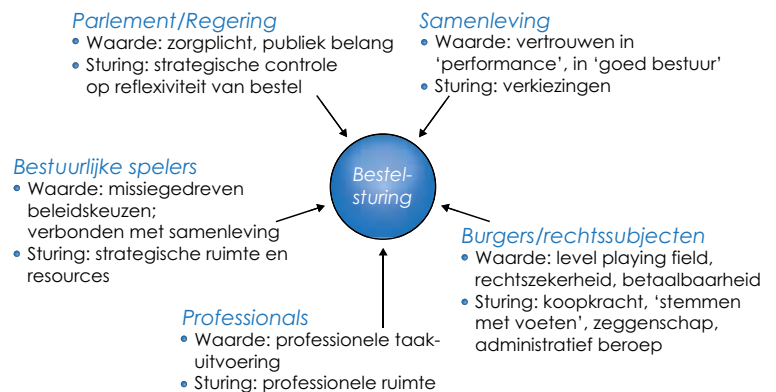 Parlement/Regering
• Waarde: zorgplicht, publiek belang
• Sturing: strategische controle
op reflexiviteit van bestel
Samenleving
• Waarde: vertrouwen in
‘performance’, in ‘goed bestuur’
• Sturing: verkiezingen
Bestel-
sturing
Bestuurlijke spelers
• Waarde: missiegedreven
beleidskeuzen;
verbonden met samenleving
• Sturing: strategische ruimte en
resources
Burgers/rechtssubjecten
• Waarde: level playing field,
rechtszekerheid, betaalbaarheid
• Sturing: koopkracht, ‘stemmen
met voeten’, zeggenschap,
administratief beroep
Professionals
• Waarde: professionele taak-
uitvoering
• Sturing: professionele ruimte